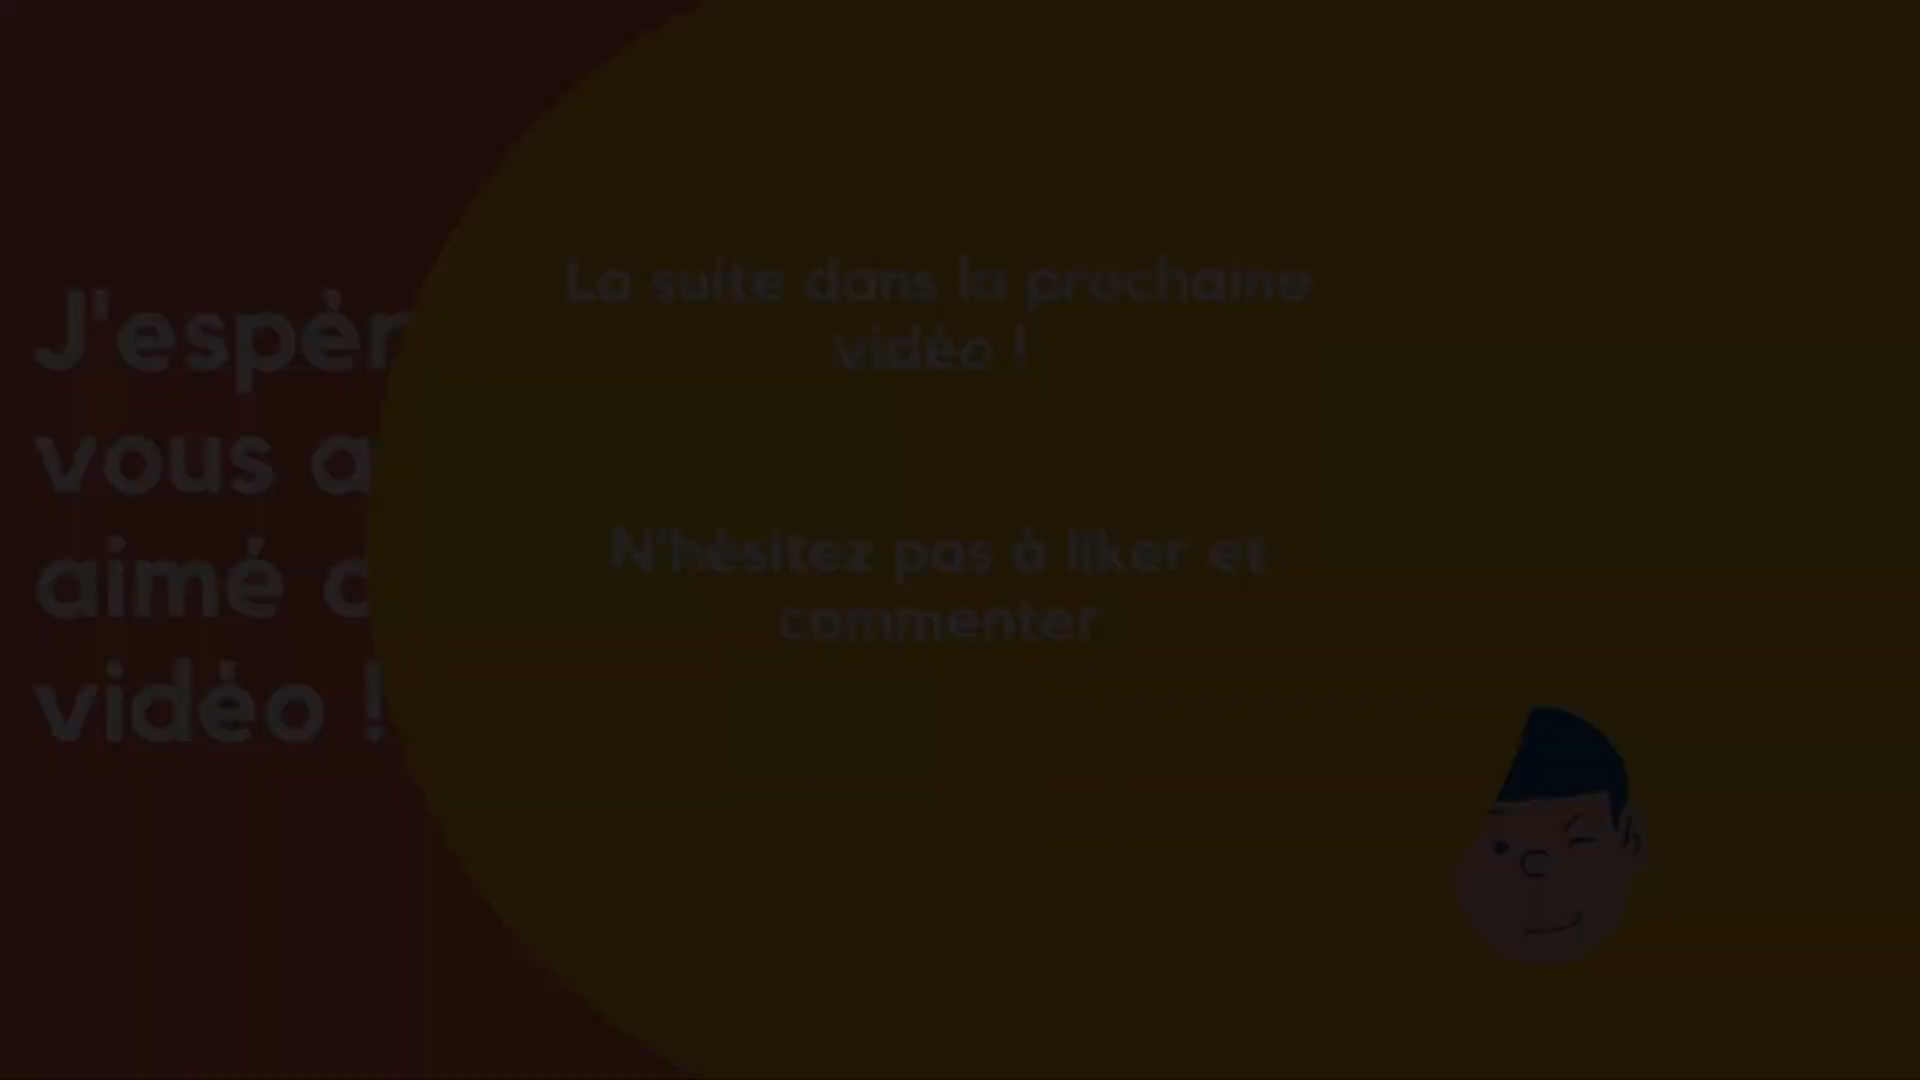 J'espèr
vous a
aimé c
vidéo !
La suite dans la prochaine
vidéo !
N'hésitez pas à liker et
commenter